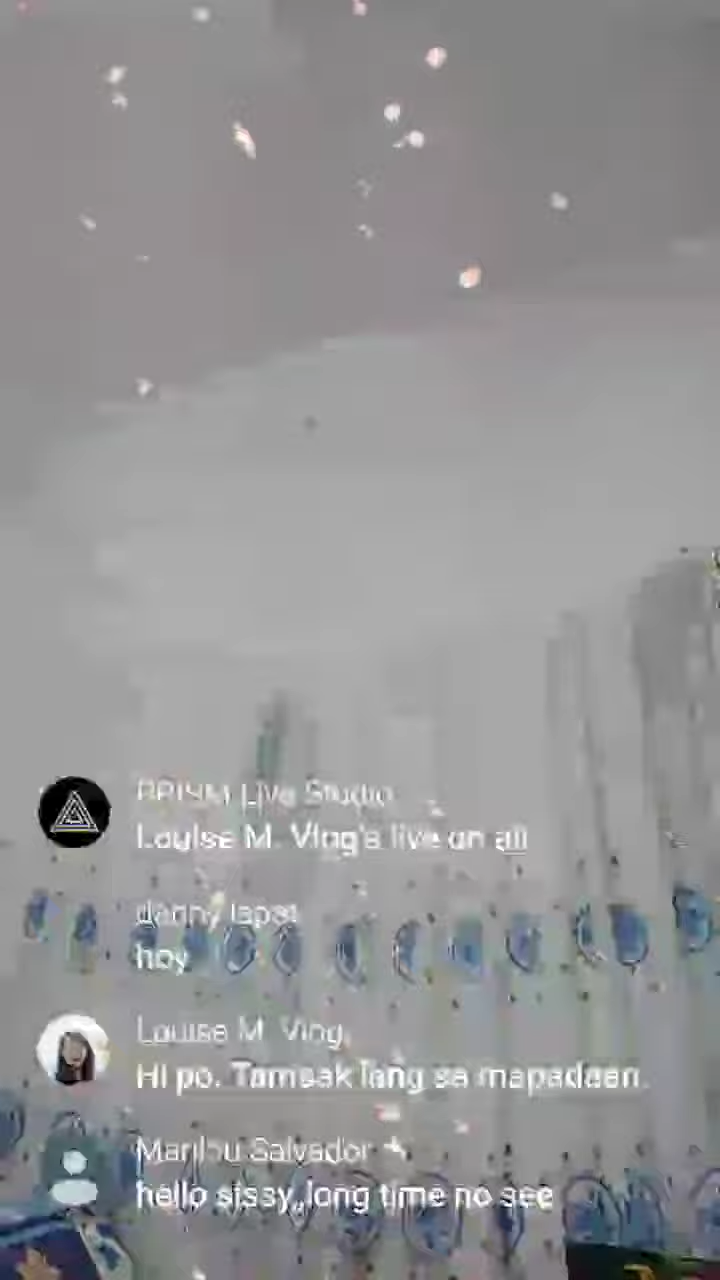 PRISM Live Studio
Louise M. Vlog's live on air
danny lapat
hoy
Louise M. Vlog
Hi po. Tamsak lang sa mapadaan.
Marilou Salvador
hello sissy,,long time no see